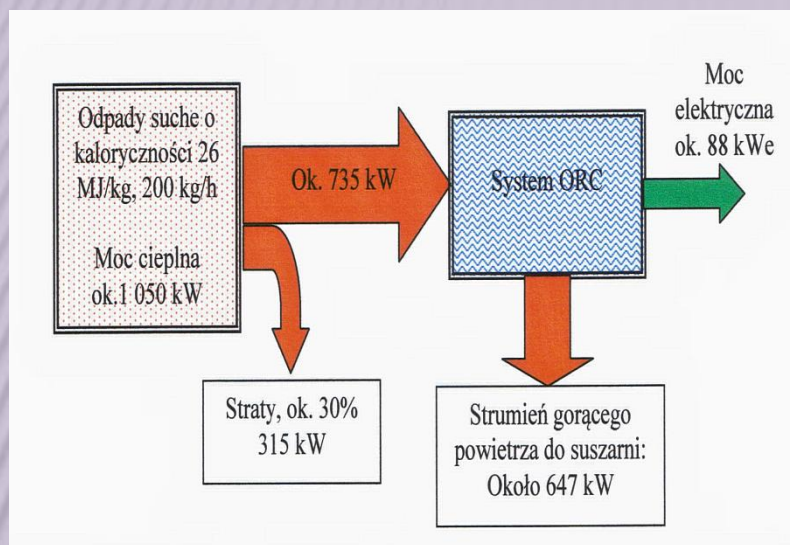 Odpady suche o
kaloryczności 26
MJ/kg, 200 kg/h
Moc cieplna
ok.1 050 kW
Ok. 735 kW
System ORC
Moc
elektryczna
ok. 88 kWe
Straty, ok. 30%
315 kW
Strumień gorącego
powietrza do suszarni:
Około 647 kW